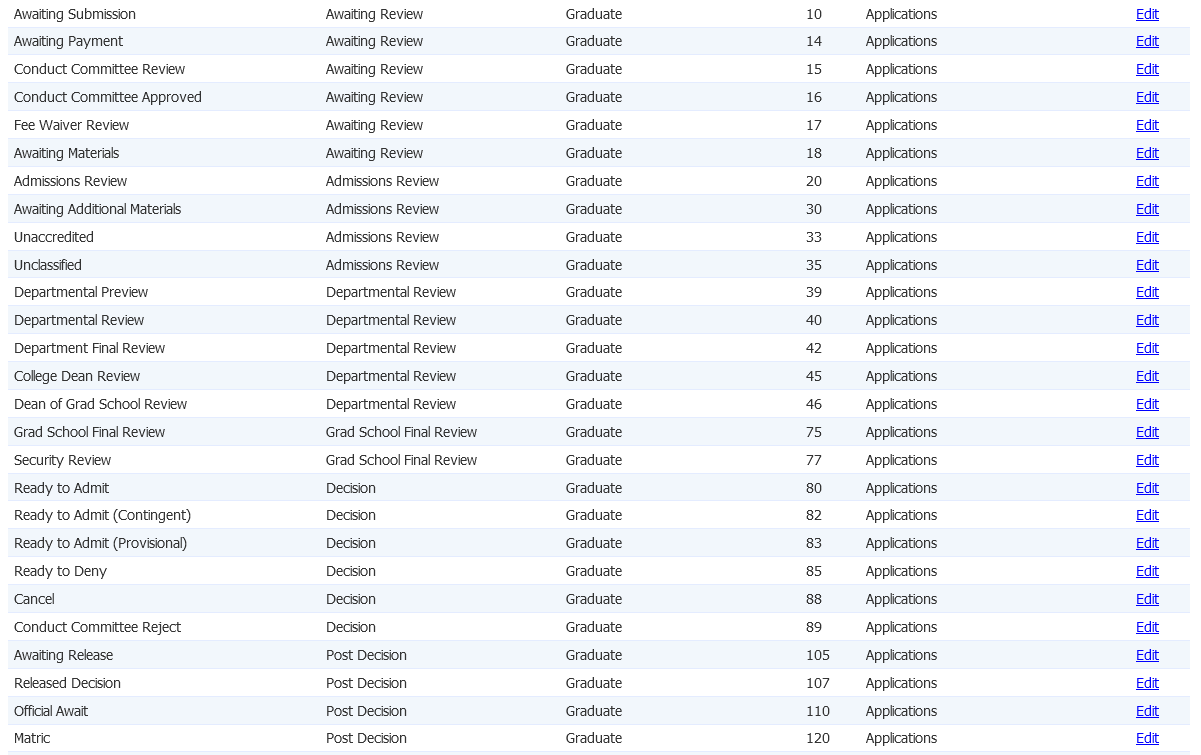 Awaiting Submission Awaiting Review Graduate 10 Applications Edit
Awaiting Payment Awaiting Review Graduate 14 Applications Edit
Conduct Committee Review Awaiting Review Graduate 15 Applications Edit
Conduct Committee Approved Awaiting Review Graduate 16 Applications Edit
Fee Waiver Review Awaiting Review Graduate 17 Applications Edit
Awaiting Materials Awaiting Review Graduate 18 Applications Edit
Admissions Review Admissions Review Graduate 20 Applications Edit
Awaiting Additional Materials Admissions Review Graduate 30 Applications Edit
Unaccredited Admissions Review Graduate 33 Applications Edit
Unclassified Admissions Review Graduate 35 Applications Edit
Departmental Preview Departmental Review Graduate 39 Applications Edit
Departmental Review Departmental Review Graduate 40 Applications Edit
Department Final Review Departmental Review Graduate 42 Applications Edit
College Dean Review Departmental Review Graduate 45 Applications Edit
Dean of Grad School Review Departmental Review Graduate 46 Applications Edit
Grad School Final Review Grad School Final Review Graduate 75 Applications Edit
Security Review Grad School Final Review Graduate 77 Applications Edit
Ready to Admit Decision Graduate 80 Applications Edit
Ready to Admit (Contingent) Decision Graduate 82 Applications Edit
Ready to Admit (Provisional) Decision Graduate 83 Applications Edit
Ready to Deny Decision Graduate 85 Applications Edit
Cancel Decision Graduate 88 Applications Edit
Conduct Committee Reject Decision Graduate 89 Applications Edit
Awaiting Release Post Decision Graduate 105 Applications Edit
Released Decision Post Decision Graduate 107 Applications Edit
Official Await Post Decision Graduate 110 Applications Edit
Matric Post Decision Graduate 120 Applications Edit